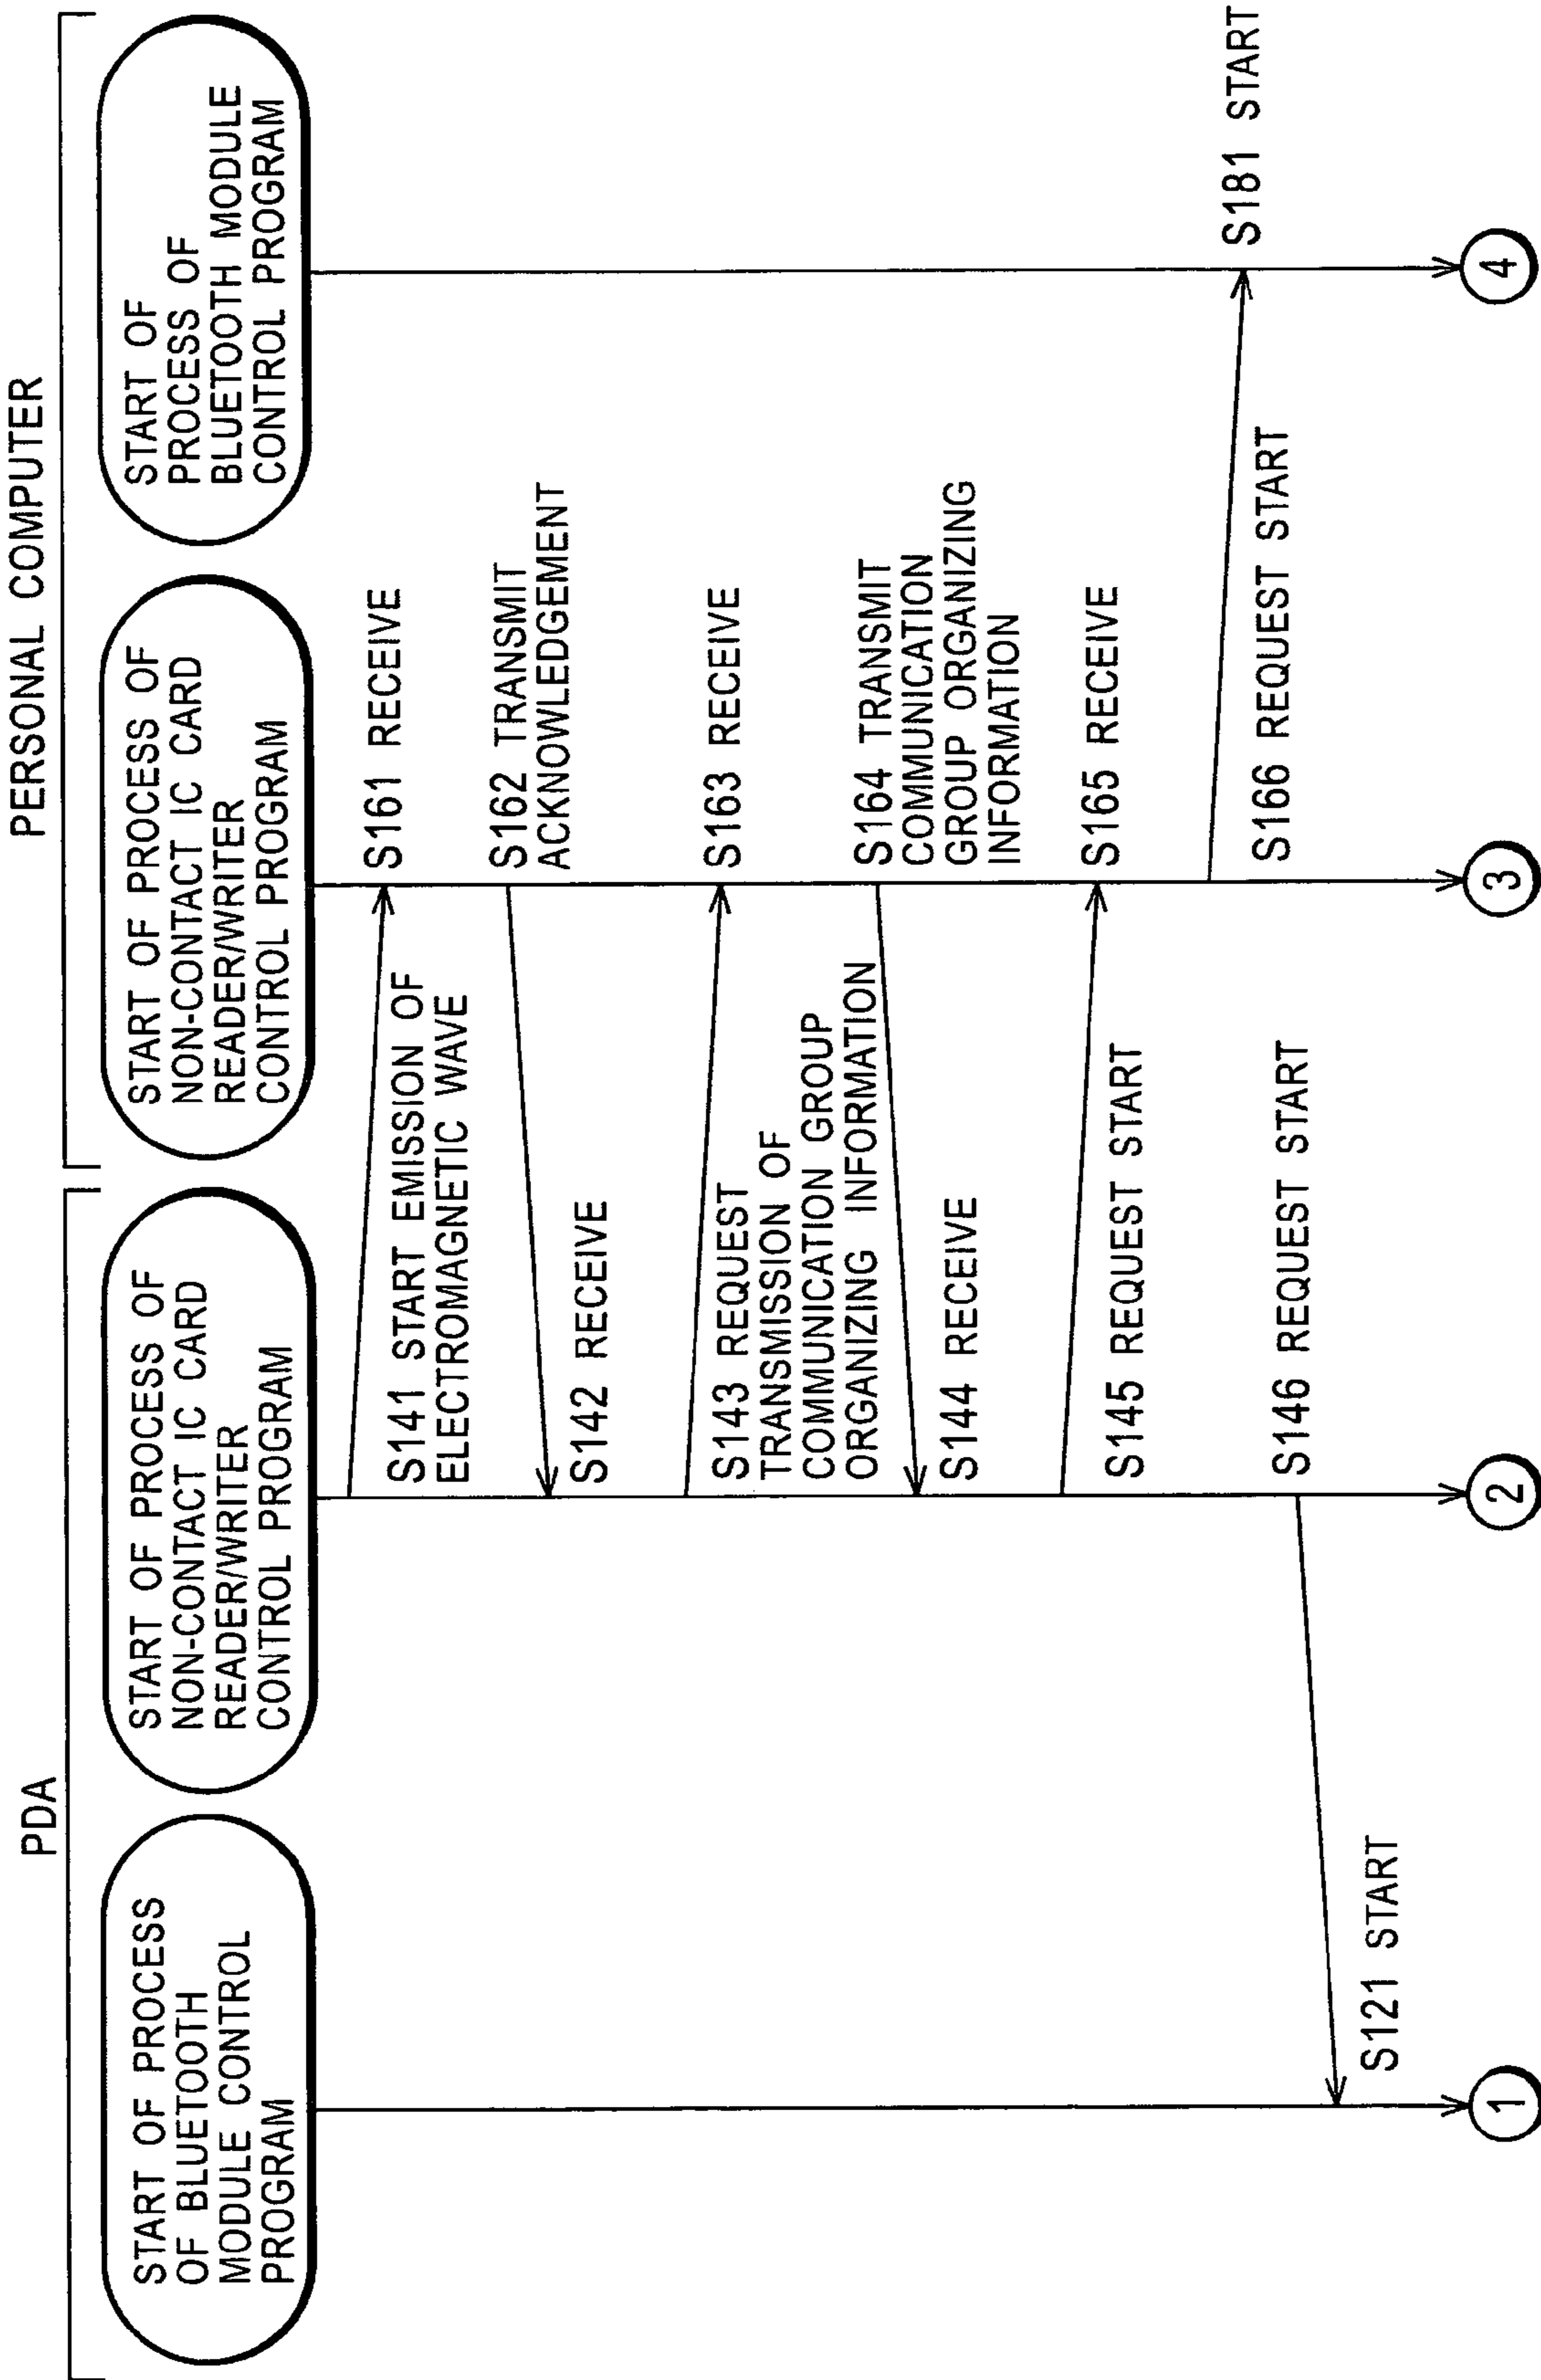 PDA
PERSONAL COMPUTER
START OF PROCESS
OF BLUETOOTH
MODULE CONTROL
PROGRAM
START OF PROCESS OF
NON-CONTACT IC CARD
READER/WRITER
CONTROL PROGRAM
START OF PROCESS OF
NON-CONTACT IC CARD
READER/WRITER
CONTROL PROGRAM
START OF
PROCESS OF
BLUETOOTH MODULE
CONTROL PROGRAM
S141 START EMISSION OF
ELECTROMAGNETIC WAVE
S161 RECEIVE
S162 TRANSMIT
ACKNOWLEDGEMENT
S142 RECEIVE
S143 REQUEST
TRANSMISSION OF
COMMUNICATION GROUP
ORGANIZING INFORMATION
S163 RECEIVE
S164 TRANSMIT
COMMUNICATION
GROUP ORGANIZING
INFORMATION
S144 RECEIVE
S145 REQUEST START
S165 RECEIVE
S166 REQUEST START
S181 START
S146 REQUEST START
S121 START
1
2
3
4